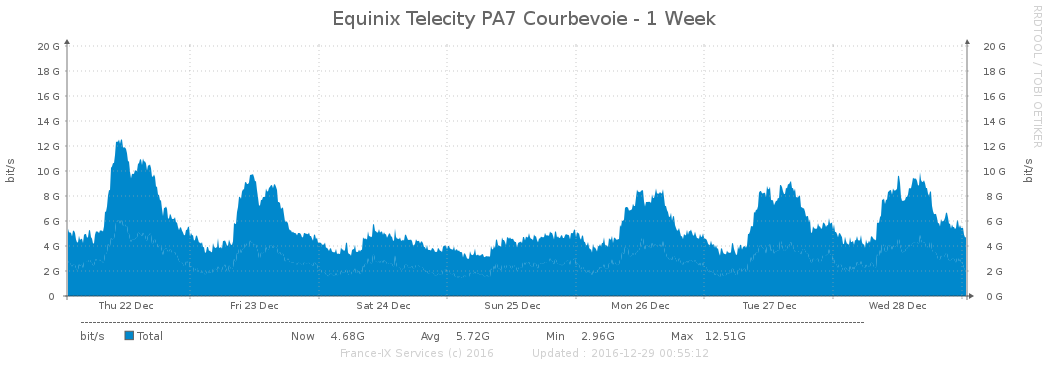 Equinix Telecity PA7 Courbevoie - 1 Week
RRDTOOL / TOBI OETIKER
20 G 20 G
18 G 18 G
16 G 16 G
14 G 14 G
12 G 12 G
10 G 10 G
8 G 8 G
6 G 6 G
4 G 4 G
2 G 2 G
0 0 G
bit/s
bit/s
Thu 22 Dec Fri 23 Dec Sat 24 Dec Sun 25 Dec Mon 26 Dec Tue 27 Dec Wed 28 Dec
bit/s Total Now 4.68G Avg 5.72G Min 2.96G Max 12.51G
France-IX Services (c) 2016 Updated : 2016-12-29 00:55:12